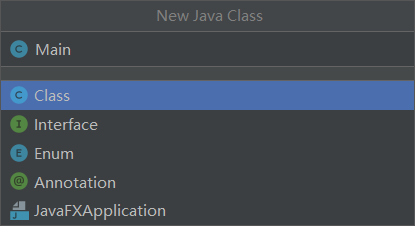 New Java Class
C Main
C Class
I Interface
E Enum
@ Annotation
J JavaFXApplication